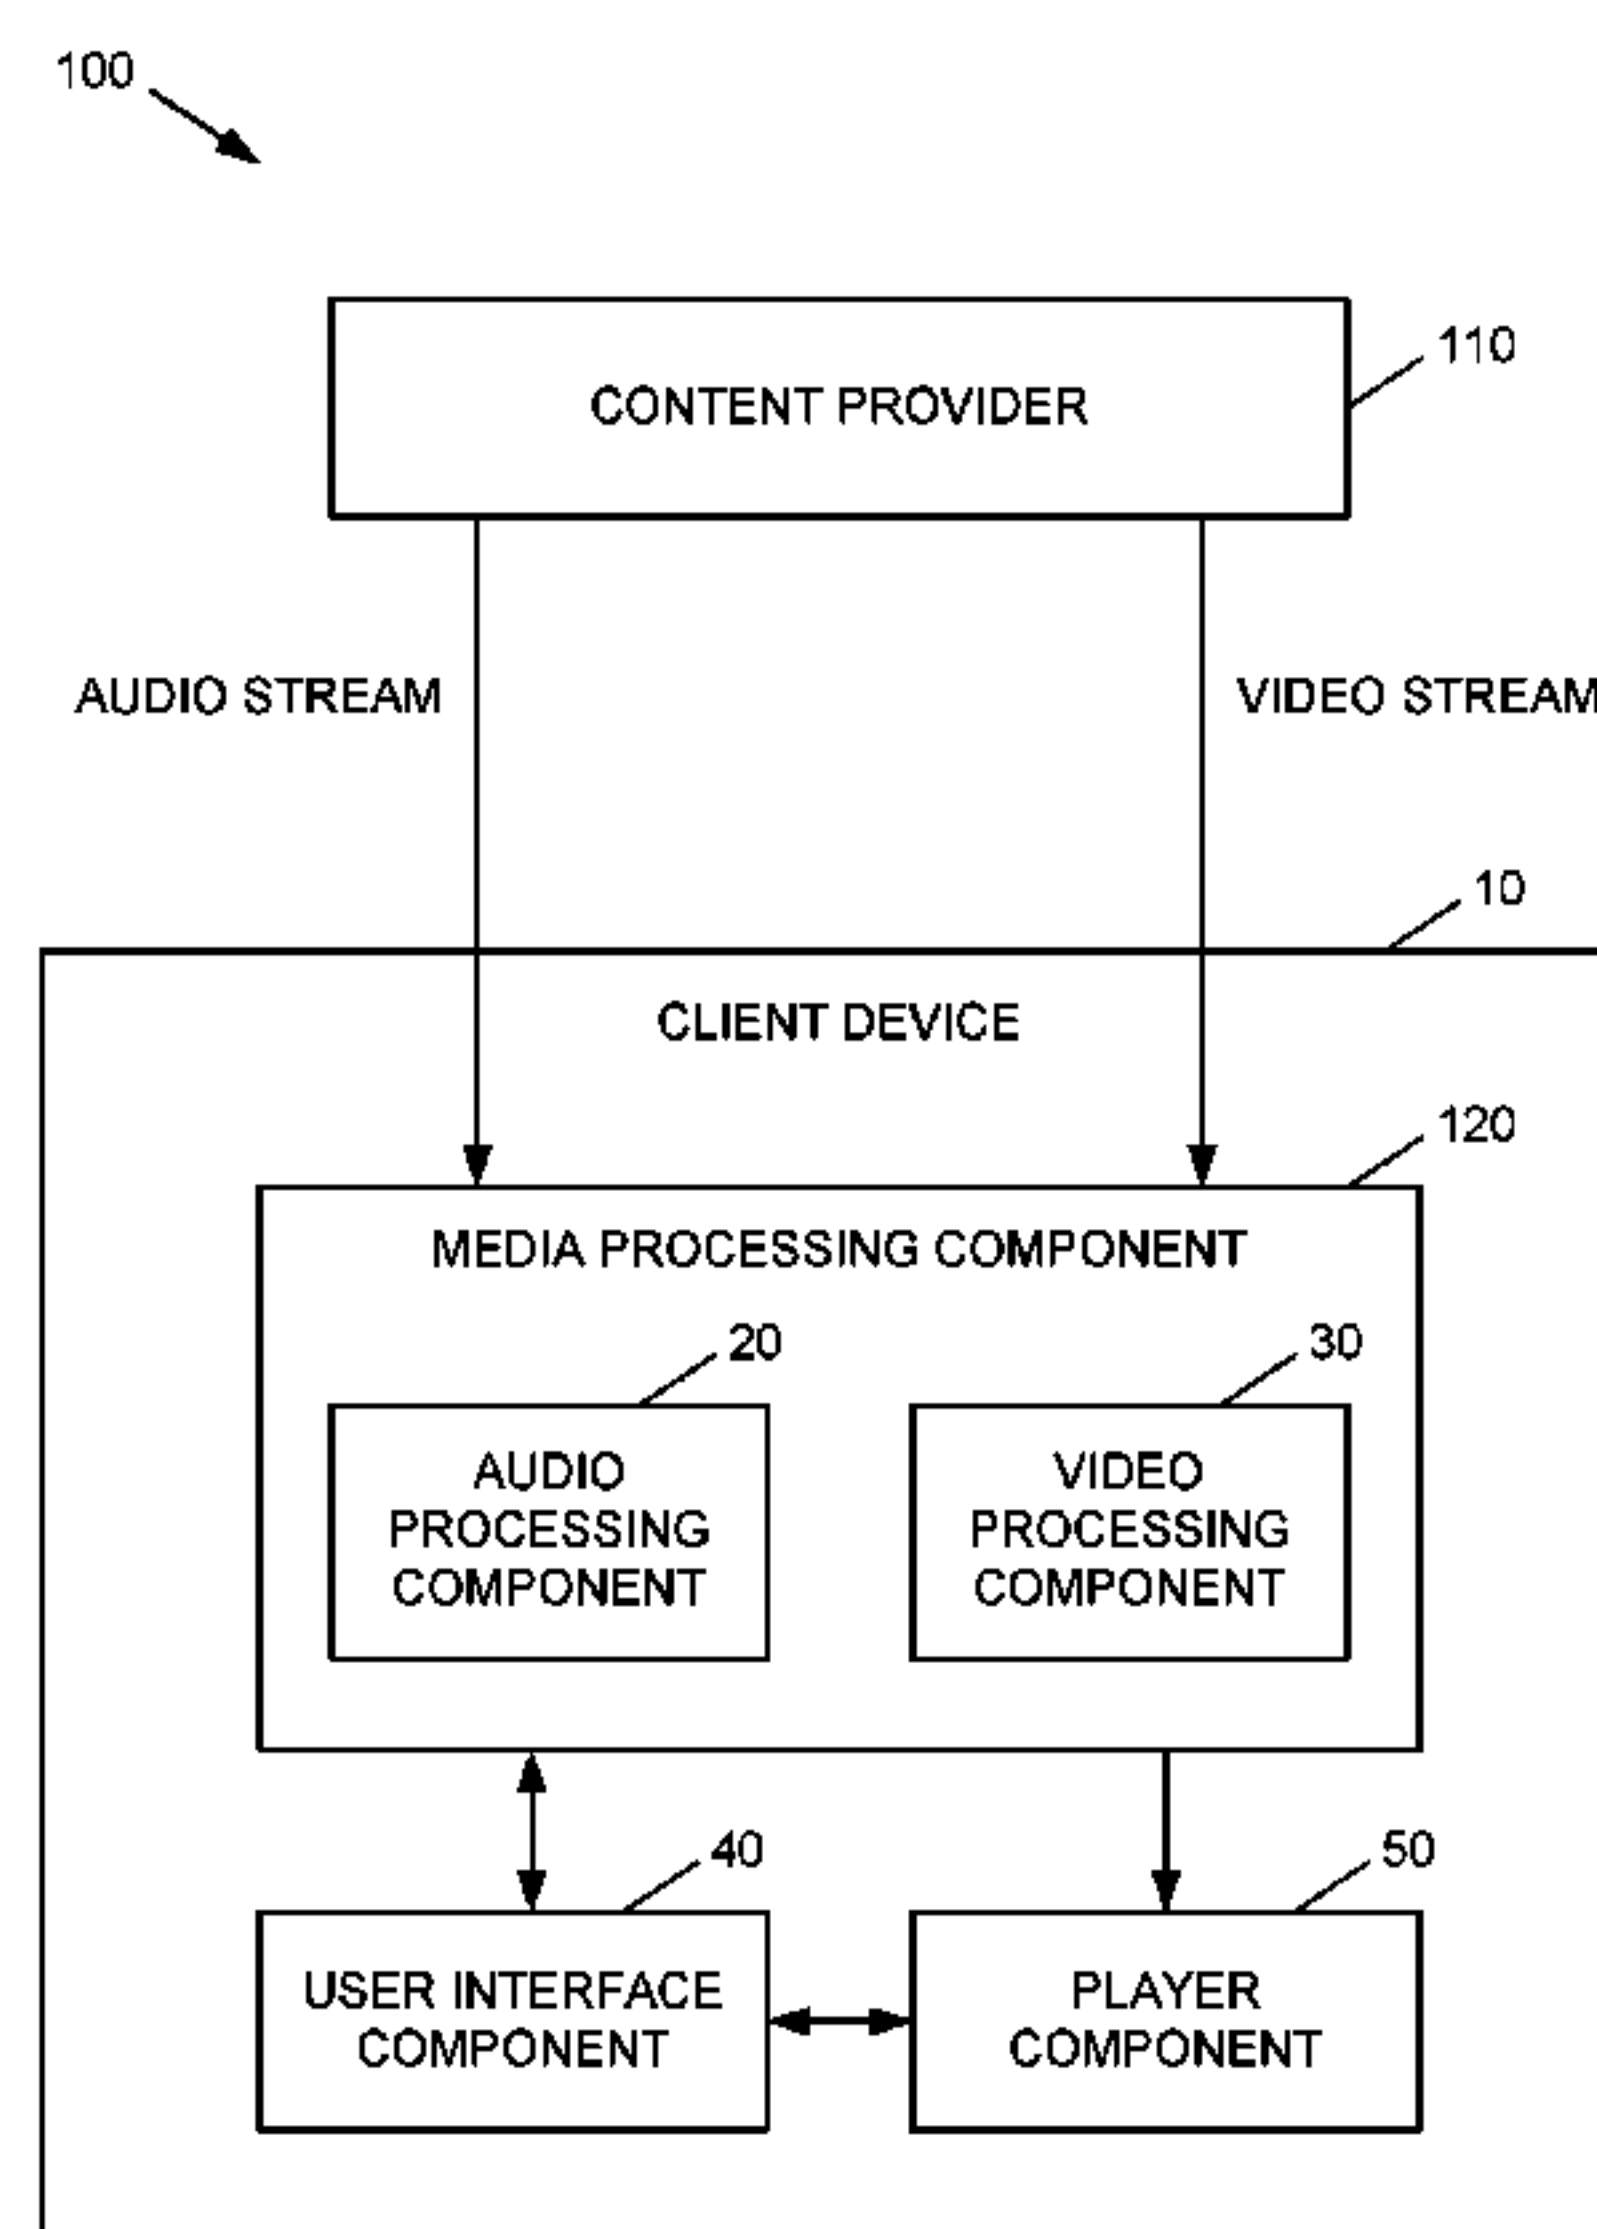 100
110
CONTENT PROVIDER
AUDIO STREAM
VIDEO STREAM
10
CLIENT DEVICE
120
MEDIA PROCESSING COMPONENT
20
30
AUDIO
PROCESSING
COMPONENT
VIDEO
PROCESSING
COMPONENT
40
50
USER INTERFACE
COMPONENT
PLAYER
COMPONENT